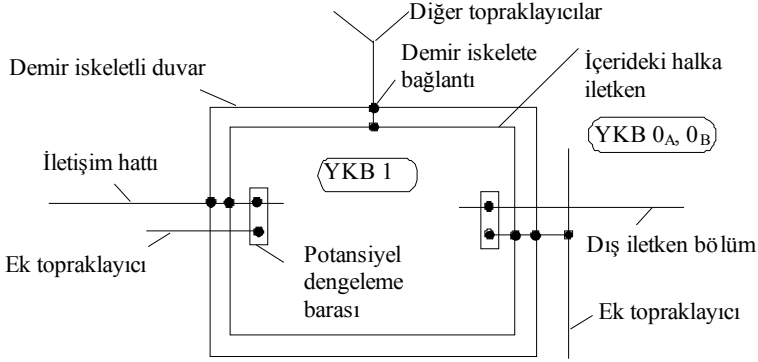 Diğer topraklayıcılar
Demir iskelete
bağlantı
Demir iskeletli duvar
İçerideki halka
iletken
YKB 0A, 0B
YKB 1
İletişim hattı
Ek topraklayıcı
Potansiyel
dengeleme
barası
Dış iletken bölüm
Ek topraklayıcı